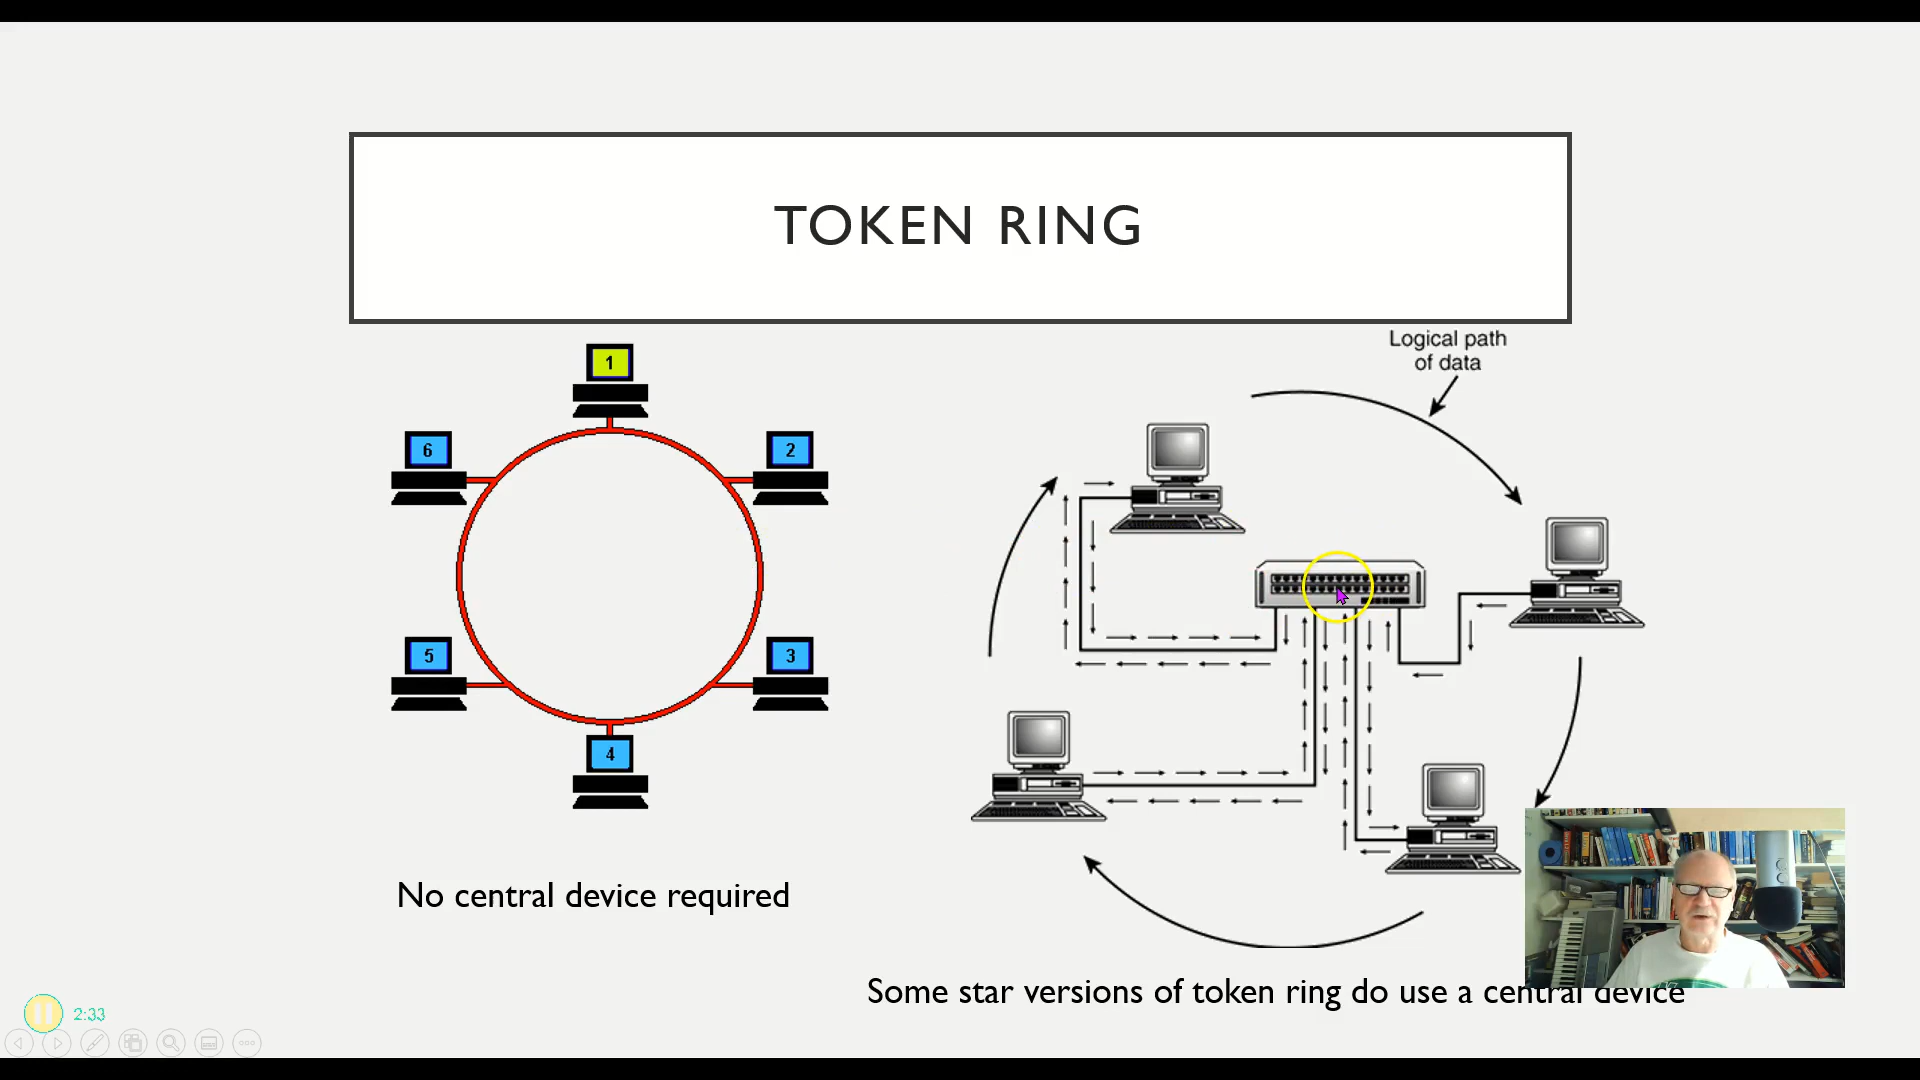 TOKEN RING
Logical path
of data
1
6
2
5
3
4
No central device required
Some star versions of token ring do use a central device
2:33